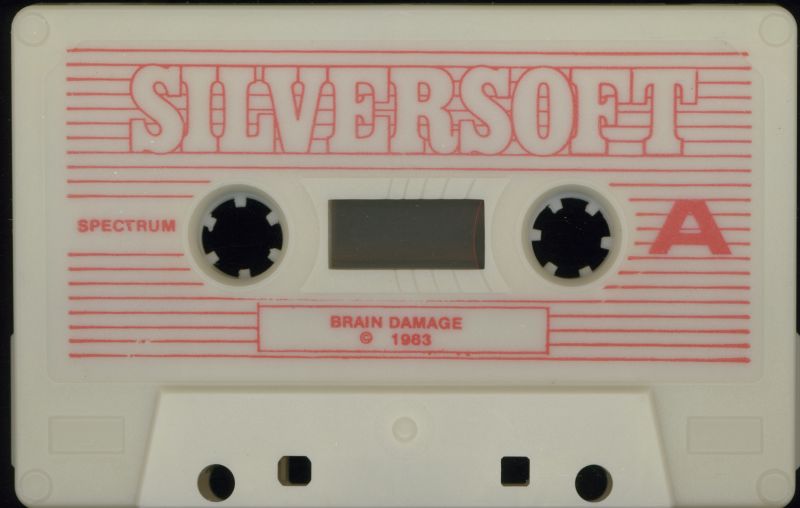 SILVERSOFT
SPECTRUM
A
BRAIN DAMAGE
© 1983